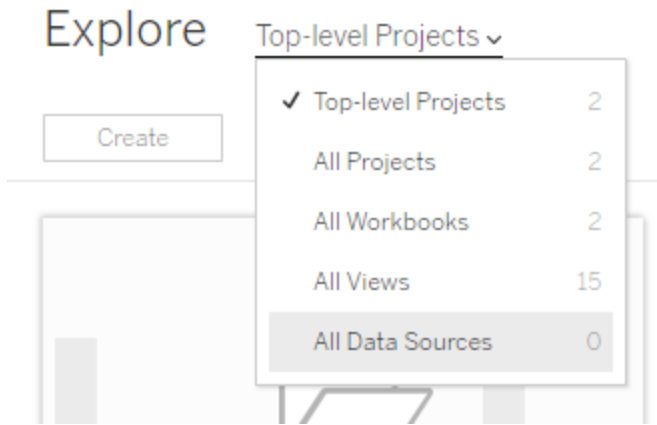 Explore Top-level Projects
Top-level Projects 2
Create
All Projects 2
All Workbooks 2
All Views 15
All Data Sources 0